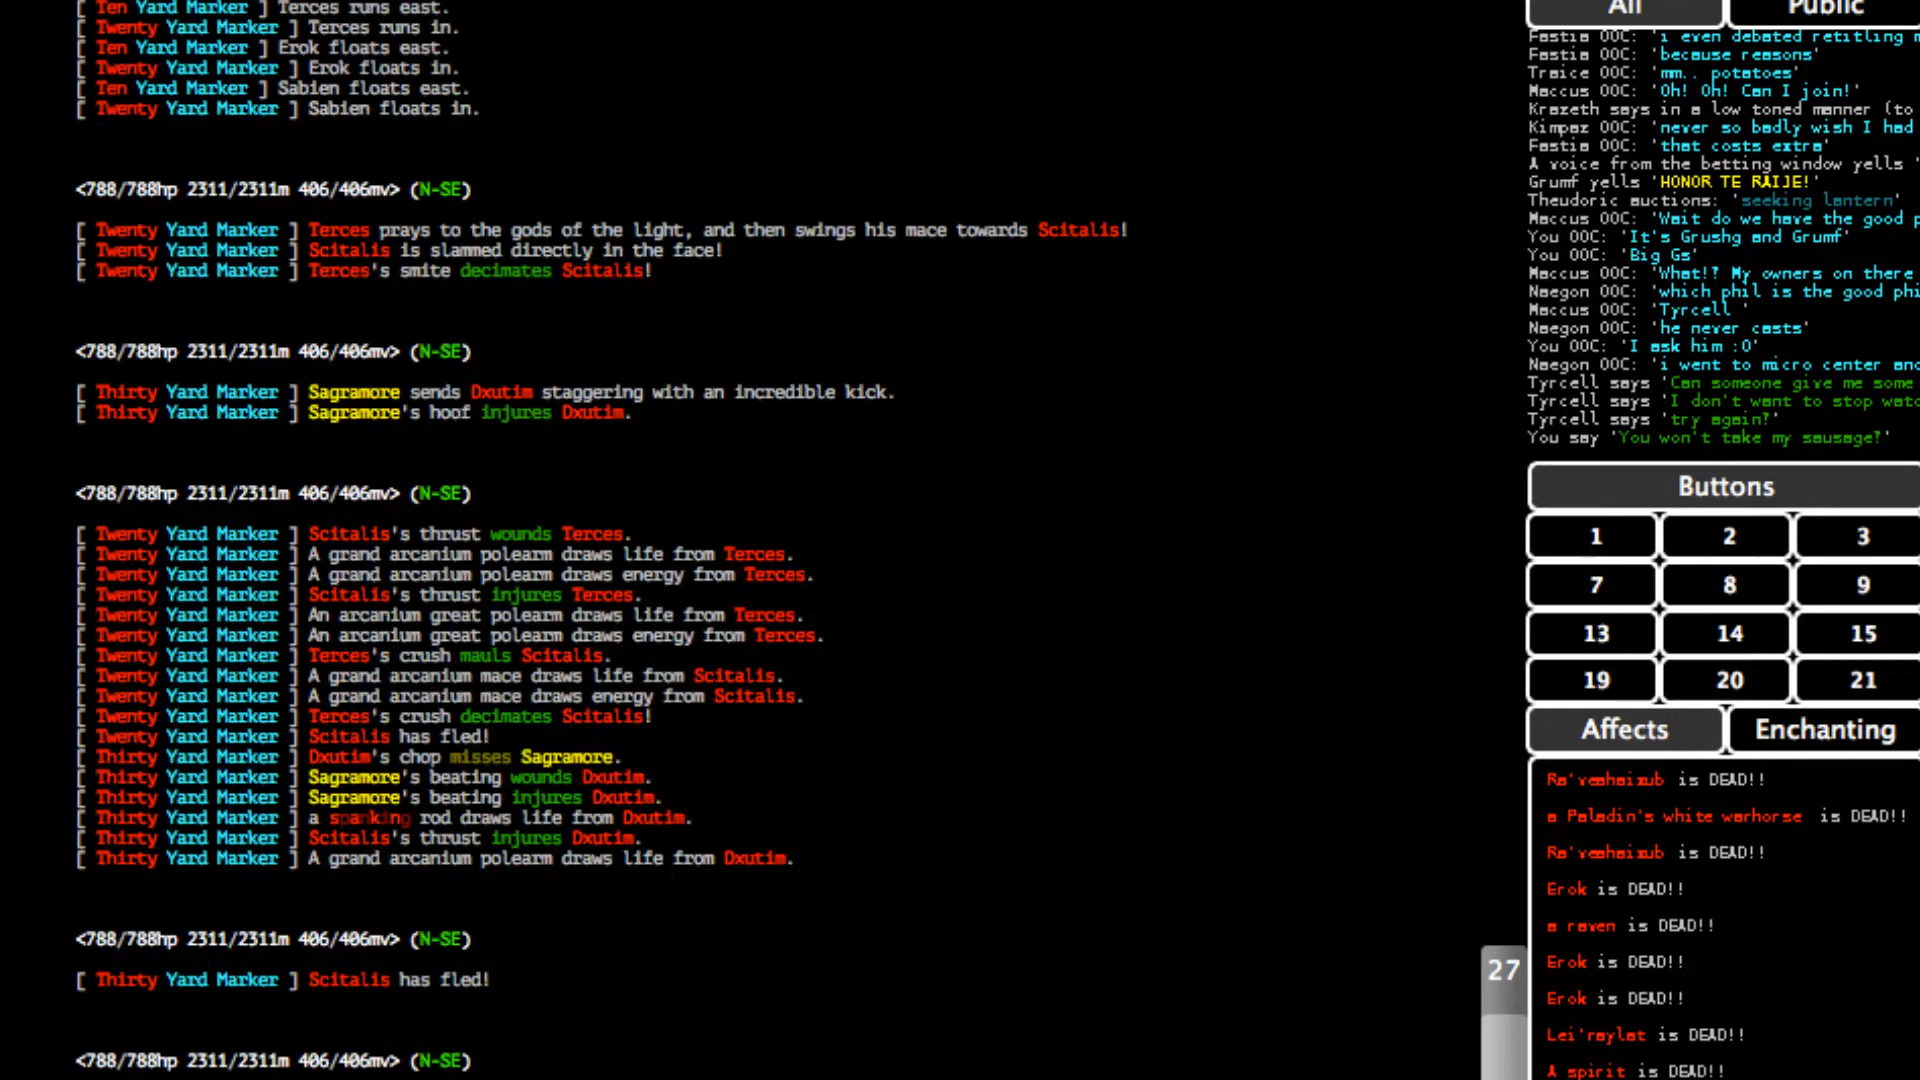 [ Ten Yard Marker ] Terces runs east.
[ Twenty Yard Marker ] Terces runs in.
[ Ten Yard Marker ] Erok floats east.
[ Twenty Yard Marker ] Erok floats in.
[ Ten Yard Marker ] Sabien floats east.
[ Twenty Yard Marker ] Sabien floats in.
<788/788hp 2311/2311m 406/406mv> (N-SE)
[ Twenty Yard Marker ] Terces prays to the gods of the light, and then swings his mace towards Scitalis!
[ Twenty Yard Marker ] Scitalis is slammed directly in the face!
[ Twenty Yard Marker ] Terces's smite decimates Scitalis!
<788/788hp 2311/2311m 406/406mv> (N-SE)
[ Thirty Yard Marker ] Sagramore sends Dxutim staggering with an incredible kick.
[ Thirty Yard Marker ] Sagramore's hoof injures Dxutim.
<788/788hp 2311/2311m 406/406mv> (N-SE)
[ Twenty Yard Marker ] Scitalis's thrust wounds Terces.
[ Twenty Yard Marker ] A grand arcanium polearm draws life from Terces.
[ Twenty Yard Marker ] A grand arcanium polearm draws energy from Terces.
[ Twenty Yard Marker ] Scitalis's thrust injures Terces.
[ Twenty Yard Marker ] An arcanium great polearm draws life from Terces.
[ Twenty Yard Marker ] An arcanium great polearm draws energy from Terces.
[ Twenty Yard Marker ] Terces's crush mauls Scitalis.
[ Twenty Yard Marker ] A grand arcanium mace draws life from Scitalis.
[ Twenty Yard Marker ] A grand arcanium mace draws energy from Scitalis.
[ Twenty Yard Marker ] Terces's crush decimates Scitalis!
[ Twenty Yard Marker ] Scitalis has fled!
[ Thirty Yard Marker ] Dxutim's chop misses Sagramore.
[ Thirty Yard Marker ] Sagramore's beating wounds Dxutim.
[ Thirty Yard Marker ] Sagramore's beating injures Dxutim.
[ Thirty Yard Marker ] a spanking rod draws life from Dxutim.
[ Thirty Yard Marker ] Scitalis's thrust injures Dxutim.
[ Thirty Yard Marker ] A grand arcanium polearm draws life from Dxutim.
<788/788hp 2311/2311m 406/406mv> (N-SE)
[ Thirty Yard Marker ] Scitalis has fled!
<788/788hp 2311/2311m 406/406mv> (N-SE)
27
All Public
Fastia OOC: 'i even debated retitling
Fastia OOC: 'because reasons'
Traice OOC: 'mm.. potatoes'
Maccus OOC: 'Oh! Oh! Can I join!'
Krazeth says in a low toned manner (to
Kimpaz OOC: 'never so badly wish I had
Fastia OOC: 'that costs extra'
A voice from the betting window yells '
Grumf yells 'HONOR TE RAIJE!'
Theudoric auctions: 'seeking lantern'
Maccus OOC: 'Wait do we have the good
You OOC: 'It's Grushg and Grumf'
You OOC: 'Big Gs'
Maccus OOC: 'What!? My owners on there
Naegon OOC: 'which phil is the good phi
Maccus OOC: 'Tyrcell '
Naegon OOC: 'he never casts'
You OOC: 'I ask him :O'
Naegon OOC: 'i went to micro center and
Tyrcell says 'Can someone give me some
Tyrcell says 'I don't want to stop watc
Tyrcell says 'try again?'
You say 'You won't take my sausage?'
Buttons
1 2 3
7 8 9
13 14 15
19 20 21
Affects Enchanting
is DEAD!!
a Paladin's white warhorse is DEAD!!
is DEAD!!
Erok is DEAD!!
a raven is DEAD!!
Erok is DEAD!!
Erok is DEAD!!
Lei'raylat is DEAD!!
A spirit is DEAD!!